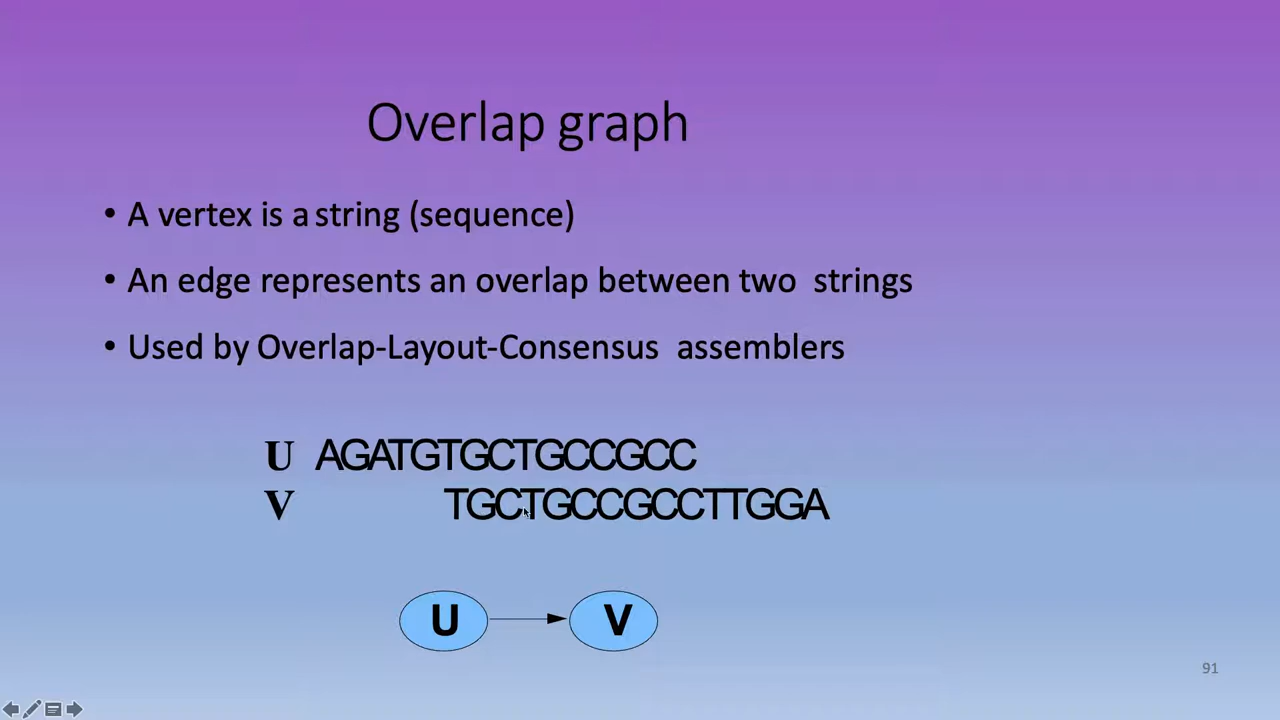 Overlap graph
• A vertex is a string (sequence)
• An edge represents an overlap between two strings
• Used by Overlap-Layout-Consensus assemblers
U AGATGTGCTGCCGCC
V TGCTGCCGCCTTGGA
U V
91